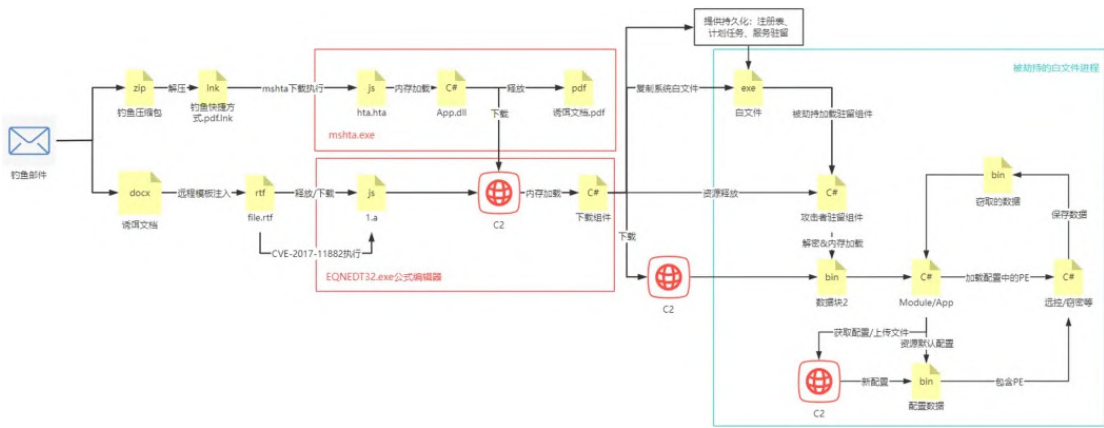 提供持久化：注册表、
计划任务、服务驻留
被劫持的白文件进程
zip
解压
lnk
mshta下载执行
js
内存加载
C#
释放
pdf
复制系统白文件
exe
钓鱼压缩包
钓鱼快捷方
式.pdf.lnk
hta.hta
App.dll
下载
诱饵文档.pdf
白文件
mshta.exe
被劫持加载驻留组件
钓鱼邮件
docx
远程模板注入
rtf
释放/下载
js
C2
内存加载
C#
资源释放
C#
bin
窃取的数据
保存数据
诱饵文档
file.rtf
1.a
下载组件
攻击者驻留组件
CVE-2017-11882执行
下载
解密&内存加载
EQNEDT32.exe公式编辑器
C2
bin
数据块2
C#
Module/App
加载配置中的PE
C#
远控/窃密等
获取配置/上传文件
资源默认配置
C2
新配置
bin
配置数据
包含PE